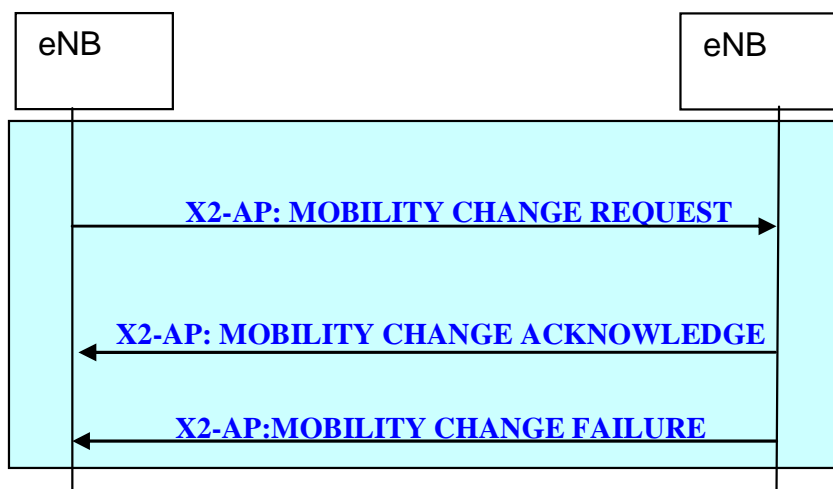 eNB
eNB
X2-AP: MOBILITY CHANGE REQUEST
X2-AP: MOBILITY CHANGE ACKNOWLEDGE
X2-AP:MOBILITY CHANGE FAILURE